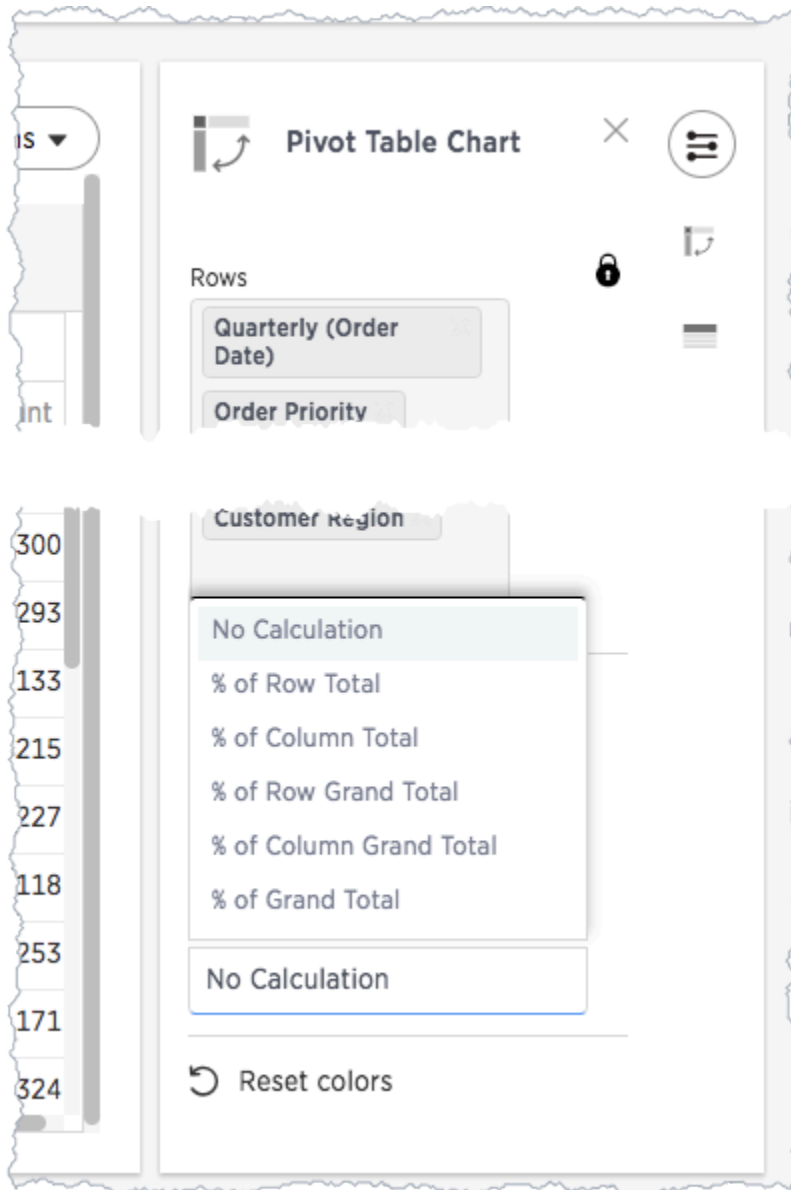 Pivot Table Chart
Rows
Quarterly (Order
Date)
Order Priority
Customer Region
300
293
133
215
227
118
253
171
324
No Calculation
% of Row Total
% of Column Total
% of Row Grand Total
% of Column Grand Total
% of Grand Total
No Calculation
Reset colors